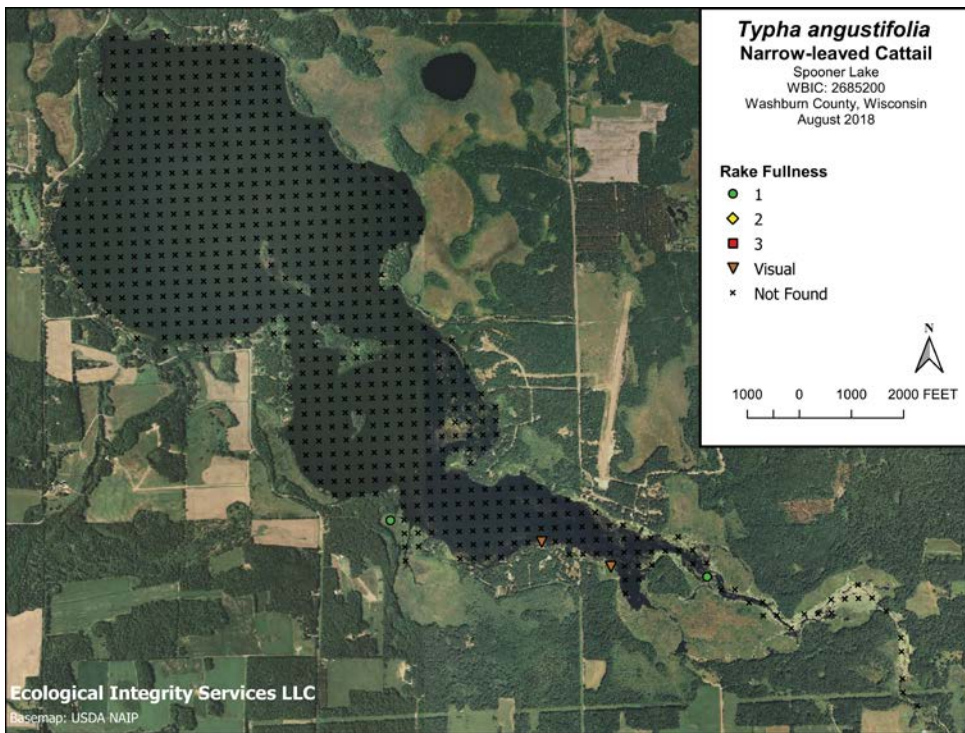 Typha angustifolia
Narrow-leaved Cattail
Spooner Lake
WBIC: 2685200
Washburn County, Wisconsin
August 2018
Rake Fullness
1
2
3
Visual
Not Found
N
1000 0 1000 2000 FEET
Ecological Integrity Services LLC
Basemap: USDA NAIP